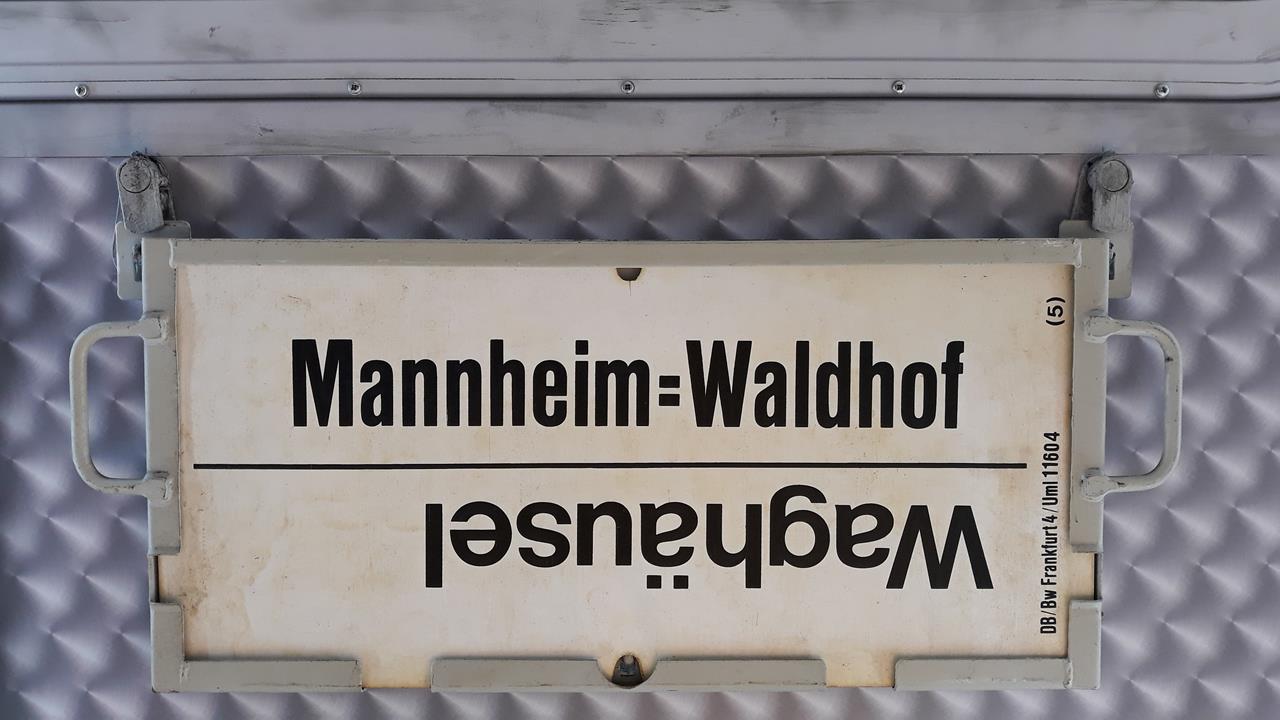 Mannheim=Waldhof
Waghäusel
DB/Bw Frankfurt 4/Uml 11604 (5)